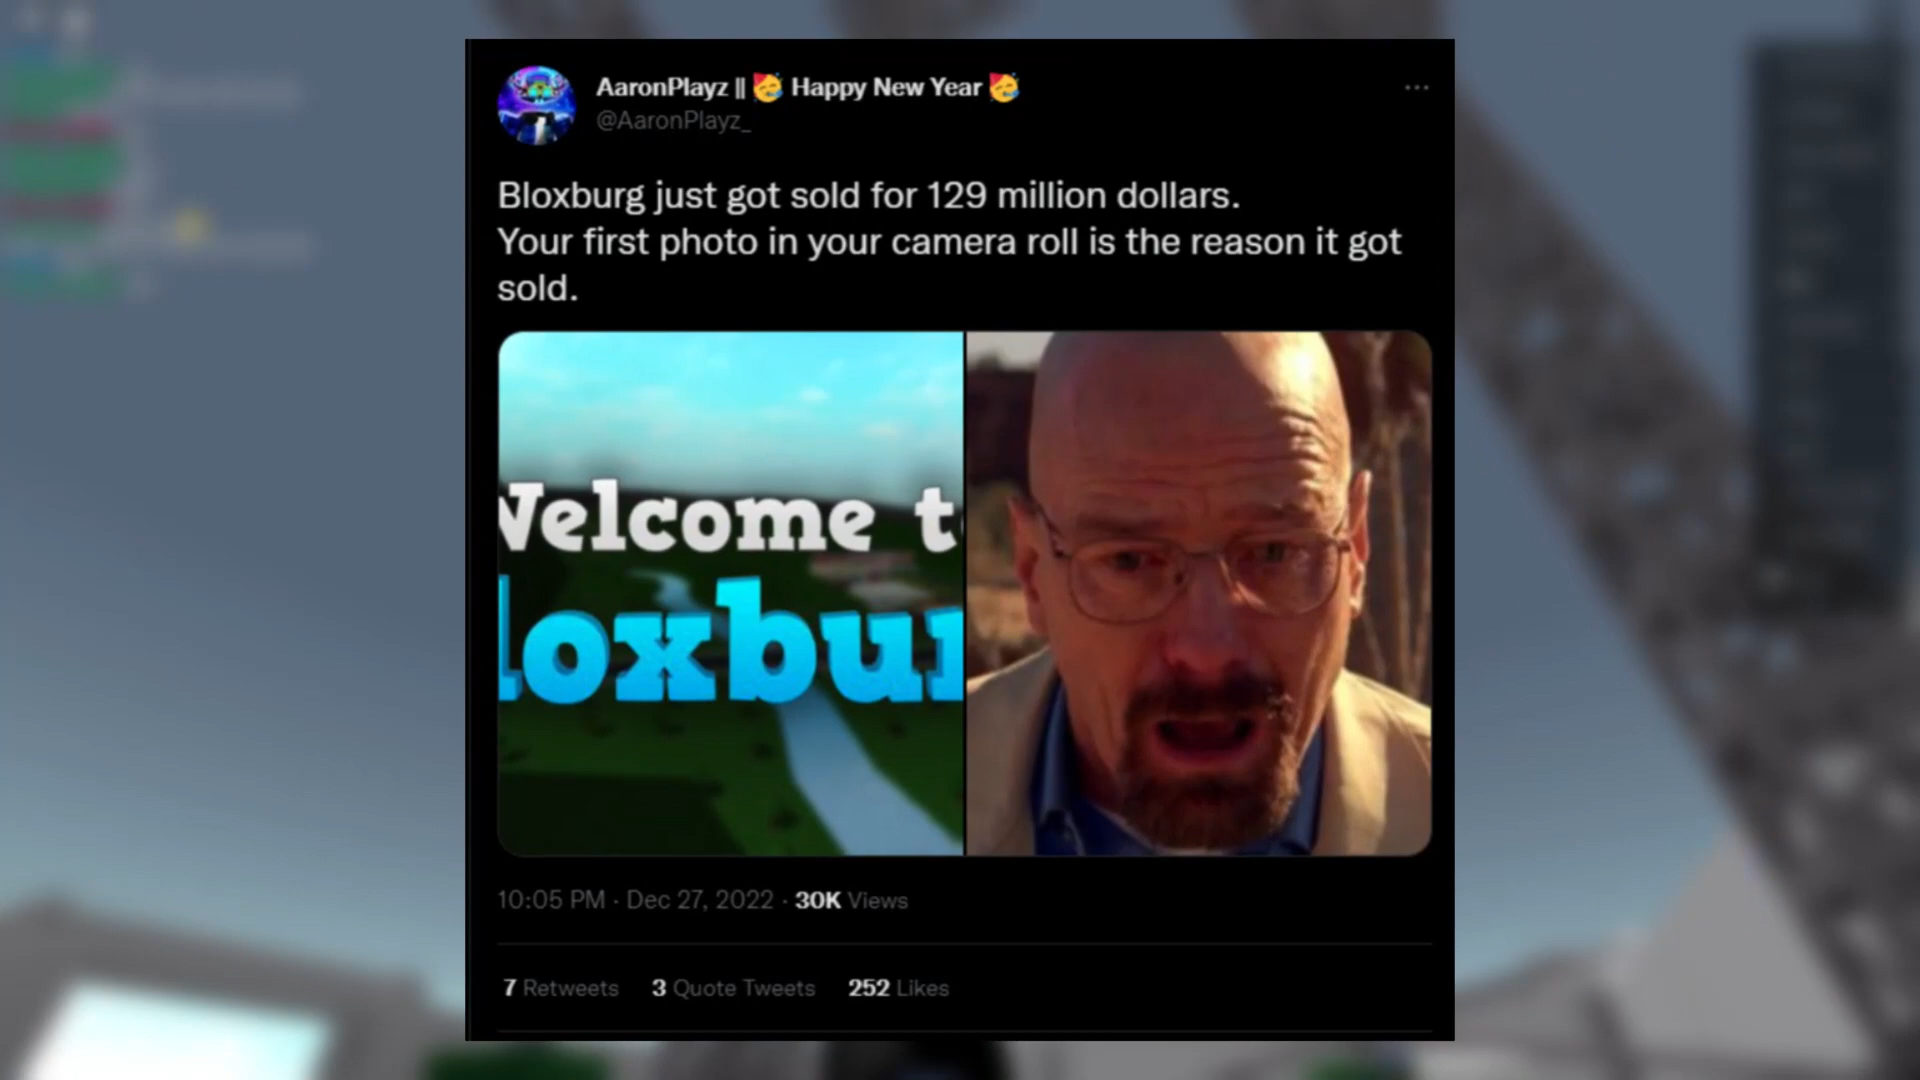 AaronPlayz || 🥳 Happy New Year 🥳
@AaronPlayz_
Bloxburg just got sold for 129 million dollars.
Your first photo in your camera roll is the reason it got
sold.
Welcome t
loxbur
10:05 PM · Dec 27, 2022 · 30K Views
7 Retweets 3 Quote Tweets 252 Likes